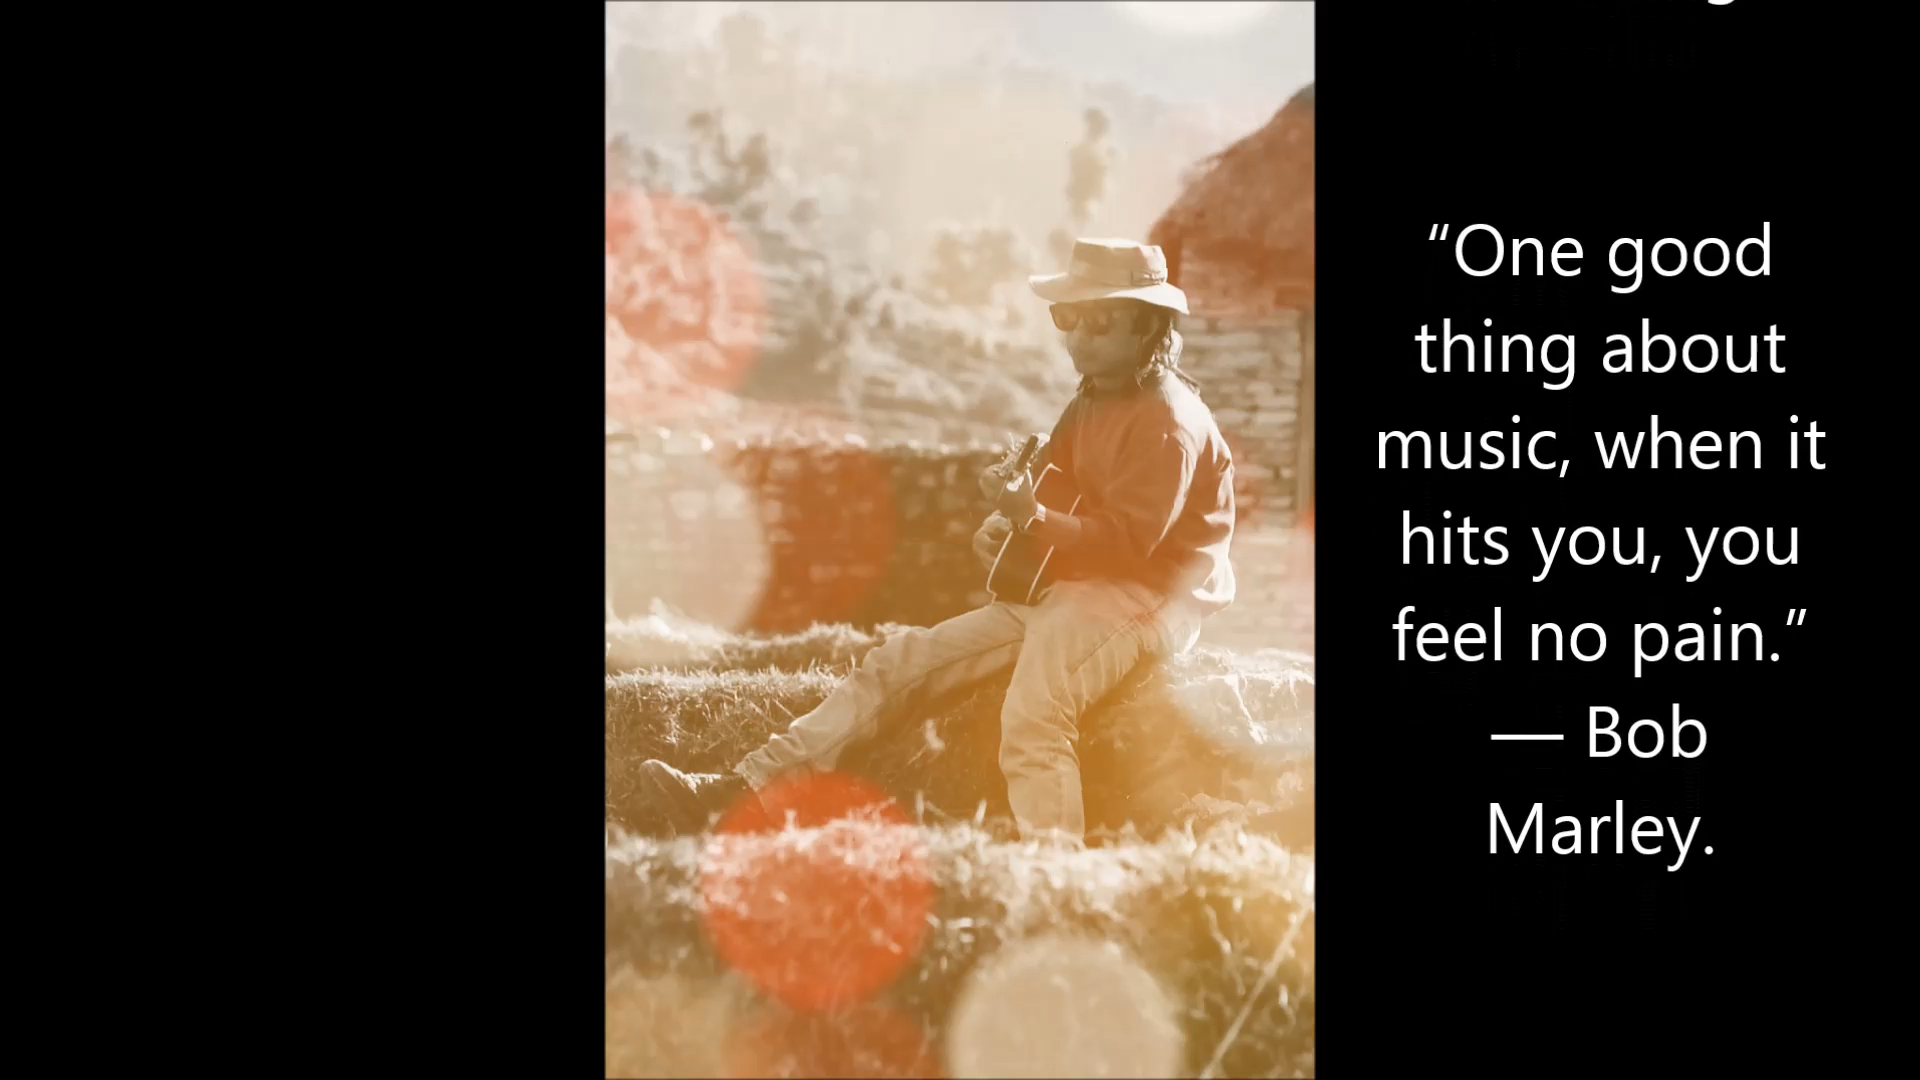 “One good
thing about
music, when it
hits you, you
feel no pain.”
— Bob
Marley.